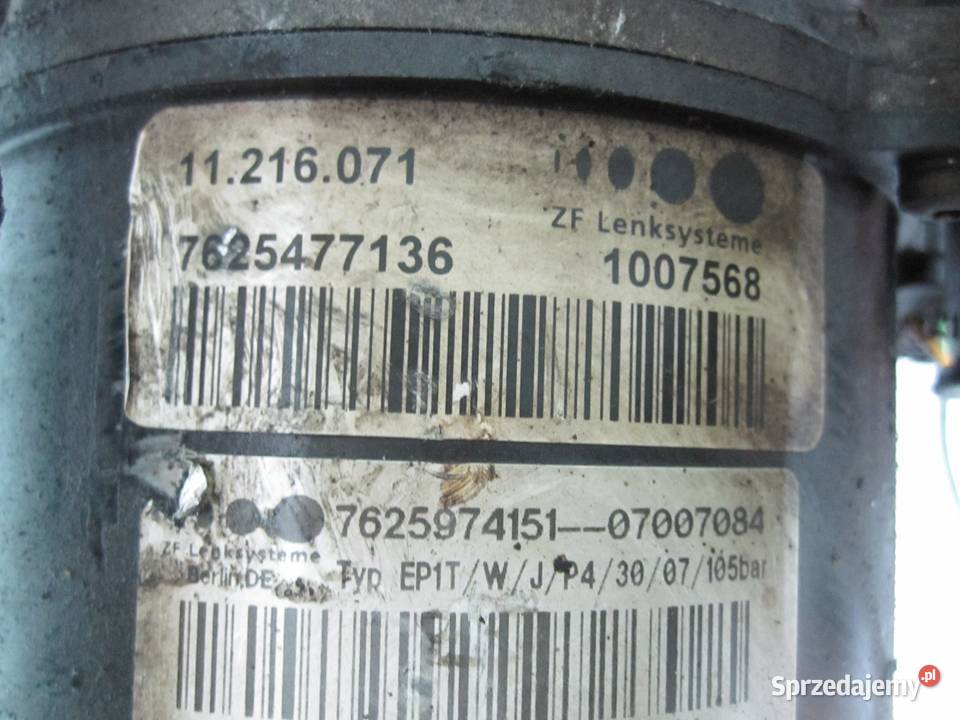 11.216.071
ZF Lenksysteme
7625477136
1007568
7625974151--07007084
ZF Lenksysteme
Berlin,DE
Typ EP1T/W/J/P4/30/07/105bar
Sprzedajemy.pl